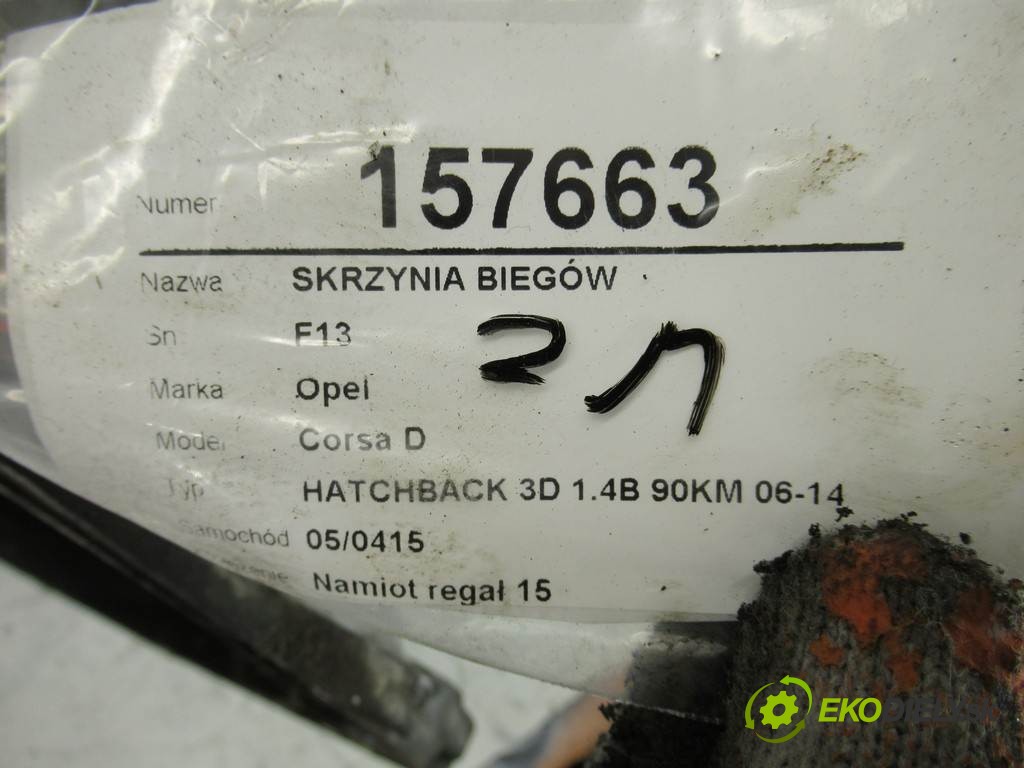 Numer 157663
Nazwa SKRZYNIA BIEGÓW
Sn F13
Marka Opel
Model Corsa D
Typ HATCHBACK 3D 1.4B 90KM 06-14
Samochód 05/0415
Namiot regał 15
EKO